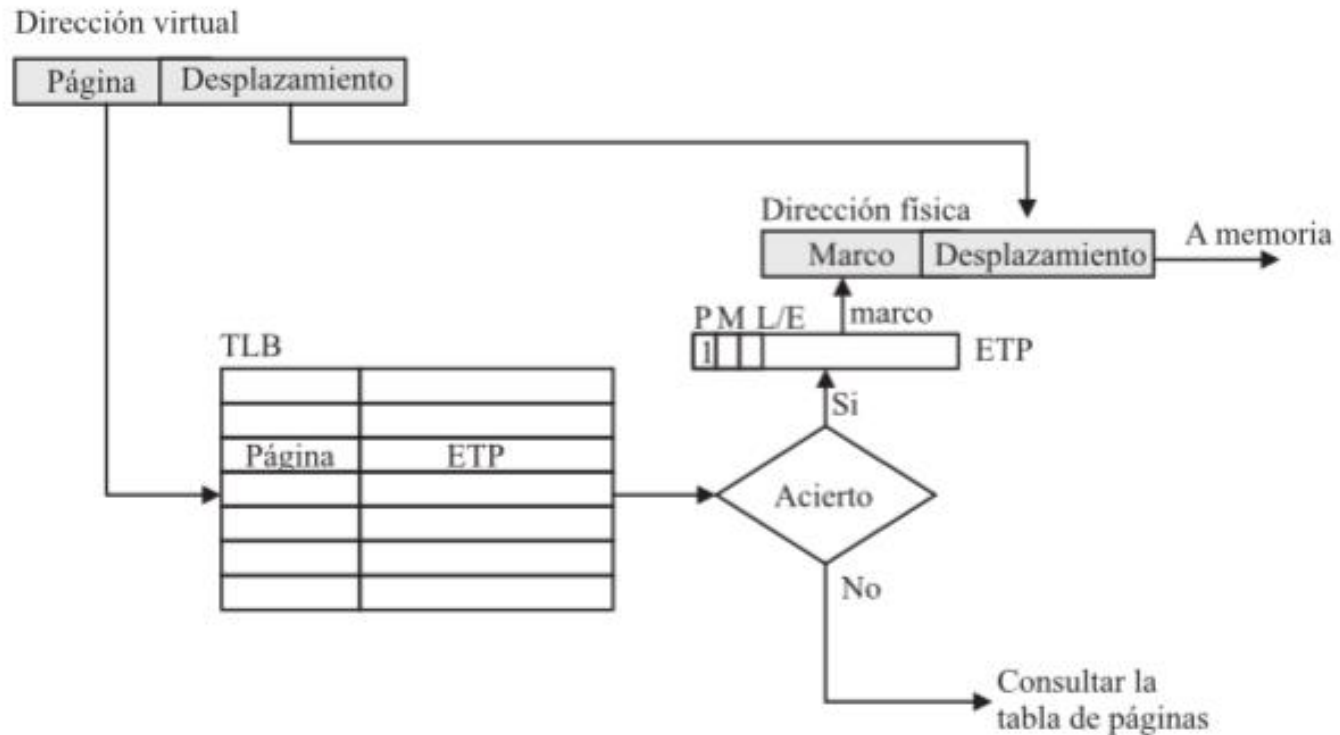 Dirección virtual
Página Desplazamiento
Dirección física
Marco Desplazamiento
A memoria
P M L/E marco
1
ETP
TLB
Página ETP
Si
Acierto
No
Consultar la
tabla de páginas